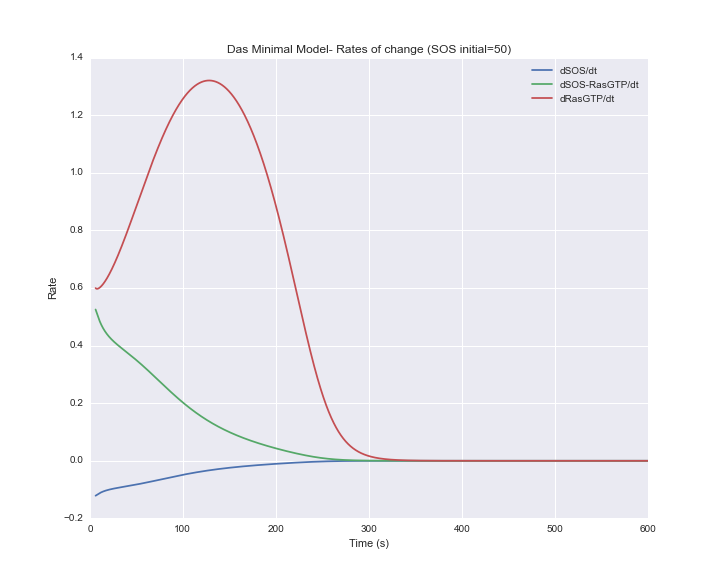 Das Minimal Model- Rates of change (SOS initial=50)
dSOS/dt
dSOS-RasGTP/dt
dRasGTP/dt
1.4
1.2
1.0
0.8
0.6
0.4
0.2
0.0
−0.2
Rate
0 100 200 300 400 500 600
Time (s)